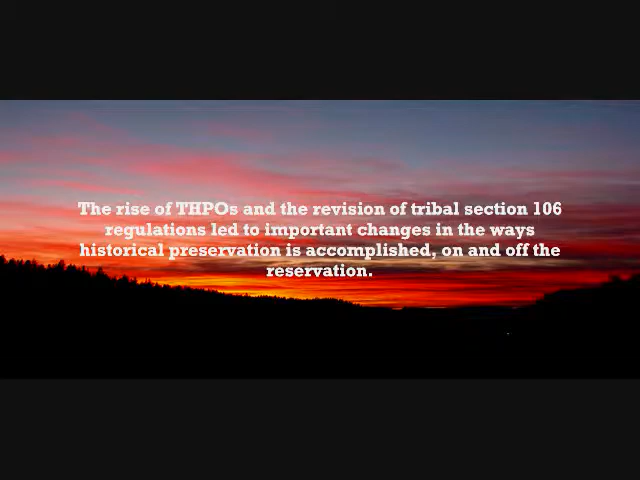 The rise of THPOs and the revision of tribal section 106
regulations led to important changes in the ways
historical preservation is accomplished, on and off the
reservation.